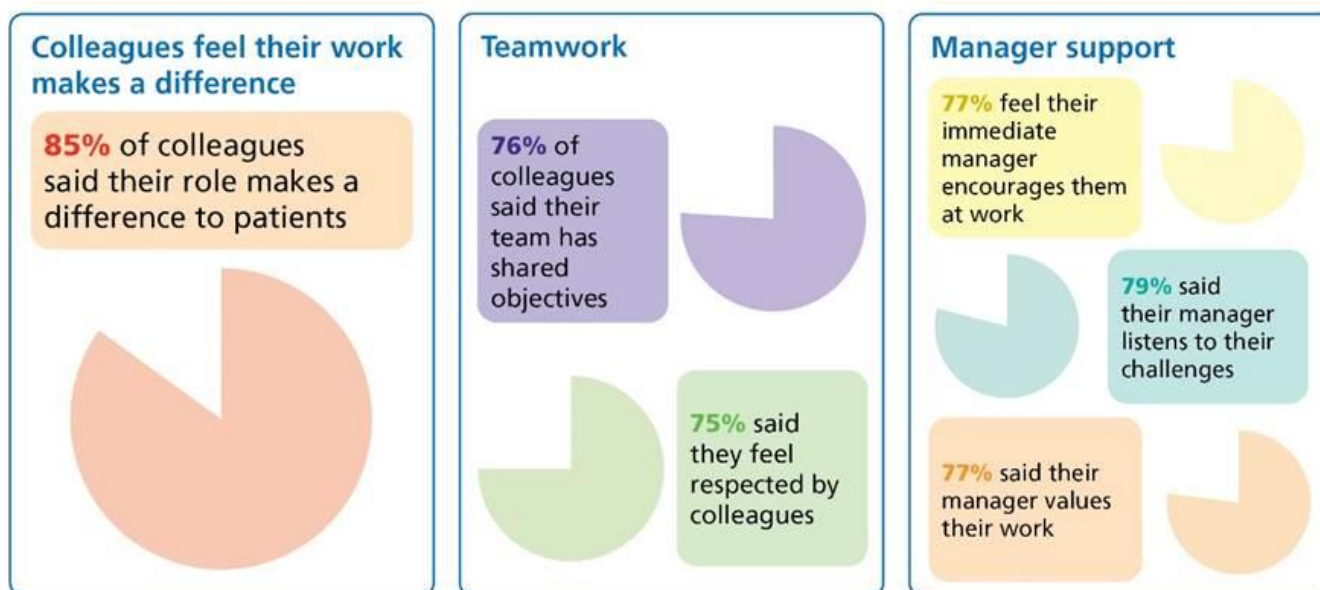 Colleagues feel their work
makes a difference
85% of colleagues
said their role makes a
difference to patients
Teamwork
76% of
colleagues
said their
team has
shared
objectives
75% said
they feel
respected by
colleagues
Manager support
77% feel their
immediate
manager
encourages them
at work
79% said
their manager
listens to their
challenges
77% said their
manager values
their work